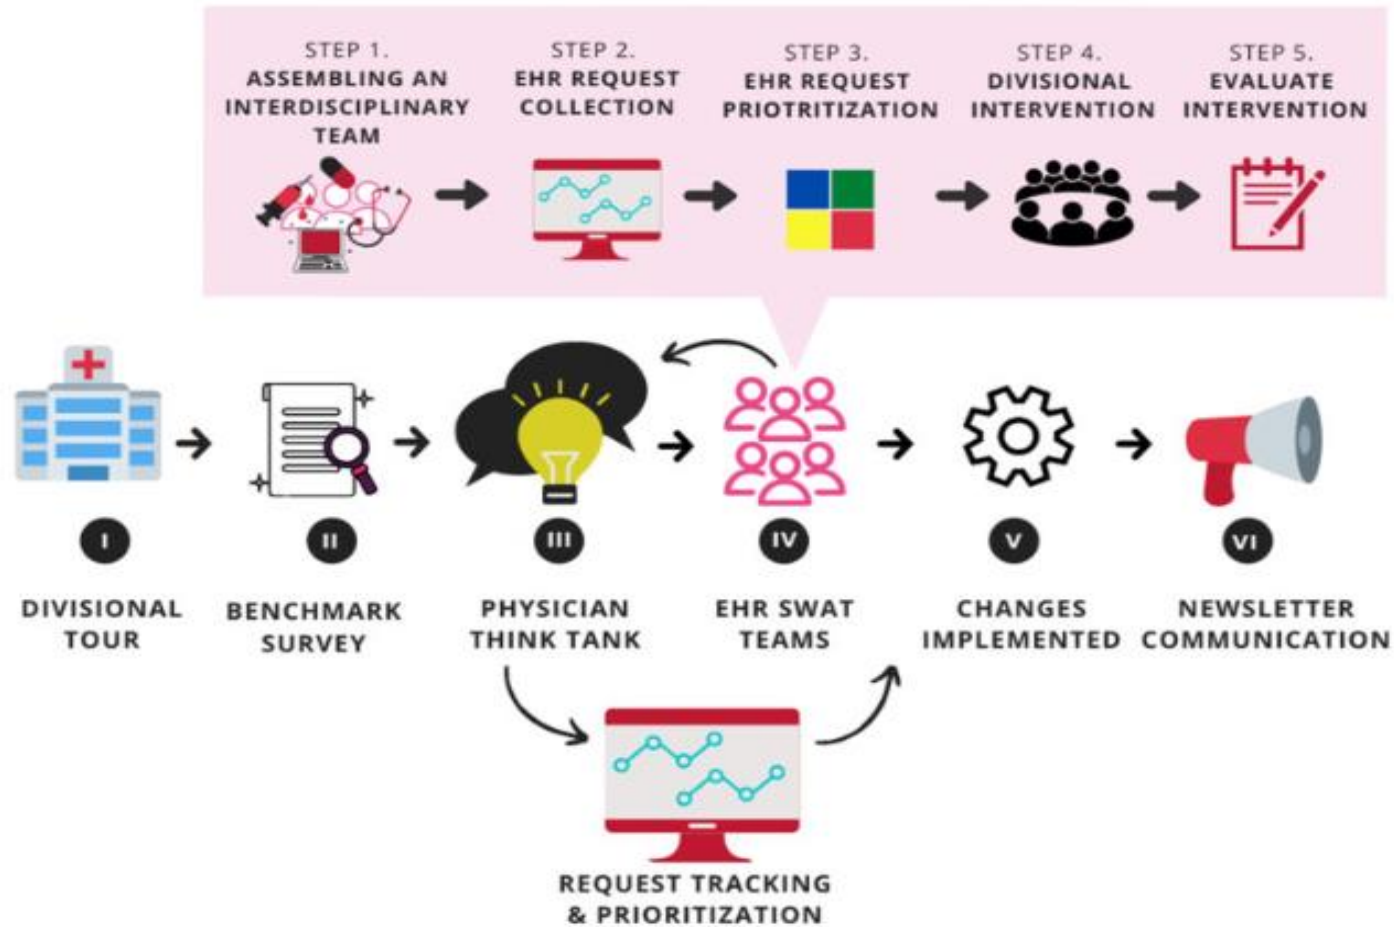 STEP 1.
ASSEMBLING AN
INTERDISCIPLINARY
TEAM
STEP 2.
EHR REQUEST
COLLECTION
STEP 3.
EHR REQUEST
PRIOTRITIZATION
STEP 4.
DIVISIONAL
INTERVENTION
STEP 5.
EVALUATE
INTERVENTION
I
DIVISIONAL
TOUR
II
BENCHMARK
SURVEY
III
PHYSICIAN
THINK TANK
IV
EHR SWAT
TEAMS
V
CHANGES
IMPLEMENTED
VI
NEWSLETTER
COMMUNICATION
REQUEST TRACKING
& PRIORITIZATION